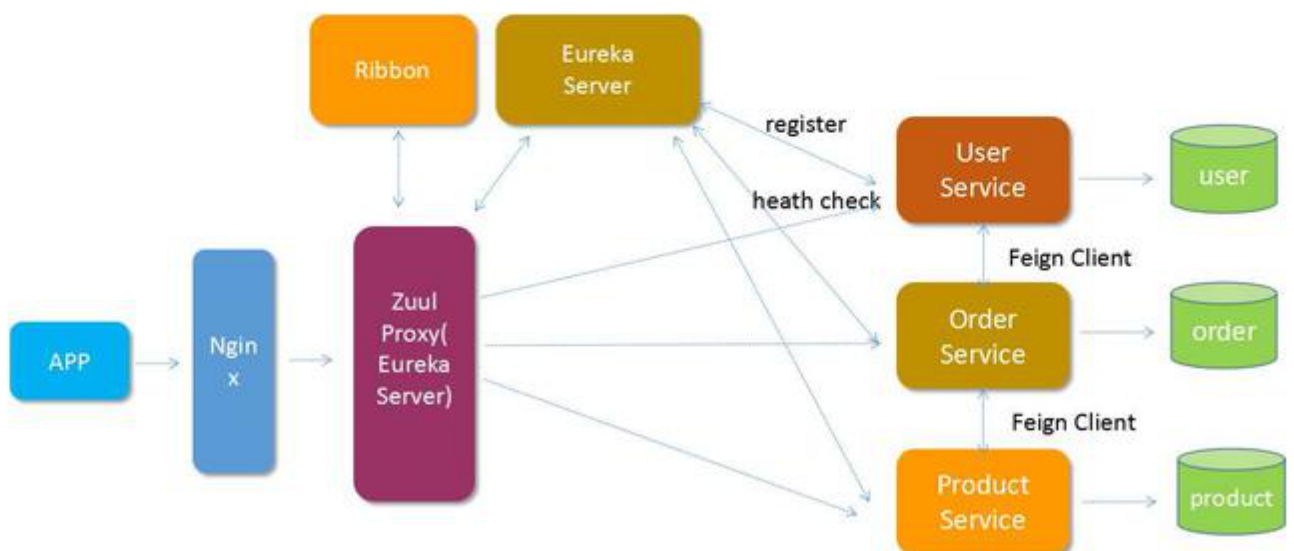 Ribbon
Eureka
Server
register
User
Service
user
heath check
Feign Client
APP
Ngin
x
Zuul
Proxy(
Eureka
Server)
Order
Service
order
Feign Client
Product
Service
product